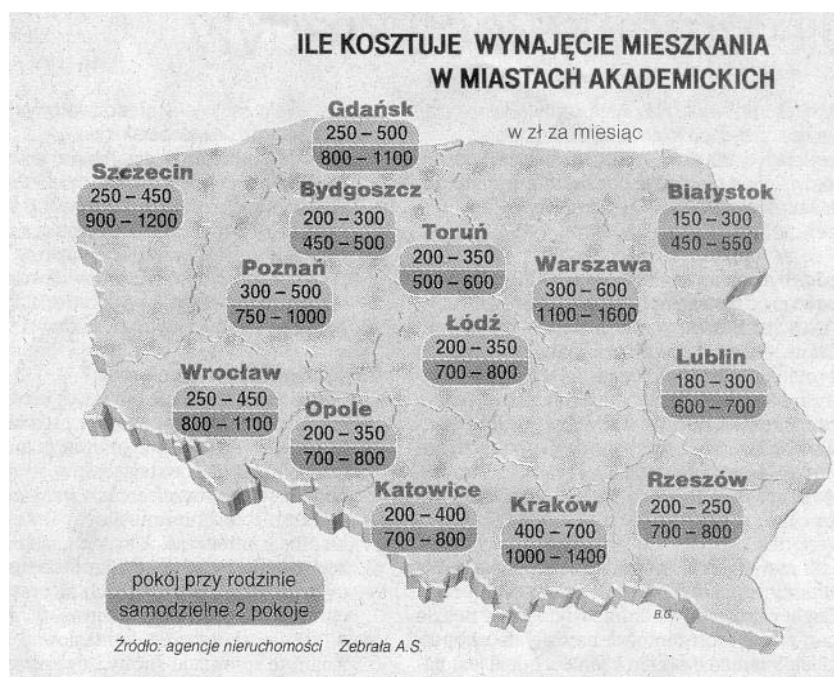 ILE KOSZTUJE WYNAJĘCIE MIESZKANIA
W MIASTACH AKADEMICKICH
w zł za miesiąc
Gdańsk
250 – 500
800 – 1100
Szczecin
250 – 450
900 – 1200
Bydgoszcz
200 – 300
450 – 500
Białystok
150 – 300
450 – 550
Toruń
200 – 350
500 – 600
Poznań
300 – 500
750 – 1000
Warszawa
300 – 600
1100 – 1600
Łódź
200 – 350
700 – 800
Lublin
180 – 300
600 – 700
Wrocław
250 – 450
800 – 1100
Opole
200 – 350
700 – 800
Katowice
200 – 400
700 – 800
Kraków
400 – 700
1000 – 1400
Rzeszów
200 – 250
700 – 800
pokój przy rodzinie
samodzielne 2 pokoje
B.G.
Źródło: agencje nieruchomości Zebrała A.S.